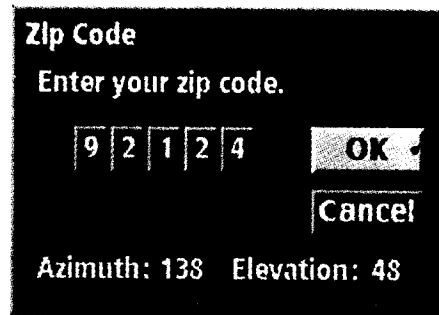 Zip Code
Enter your zip code.
9 2 1 2 4 OK
Cancel
Azimuth: 138 Elevation: 48